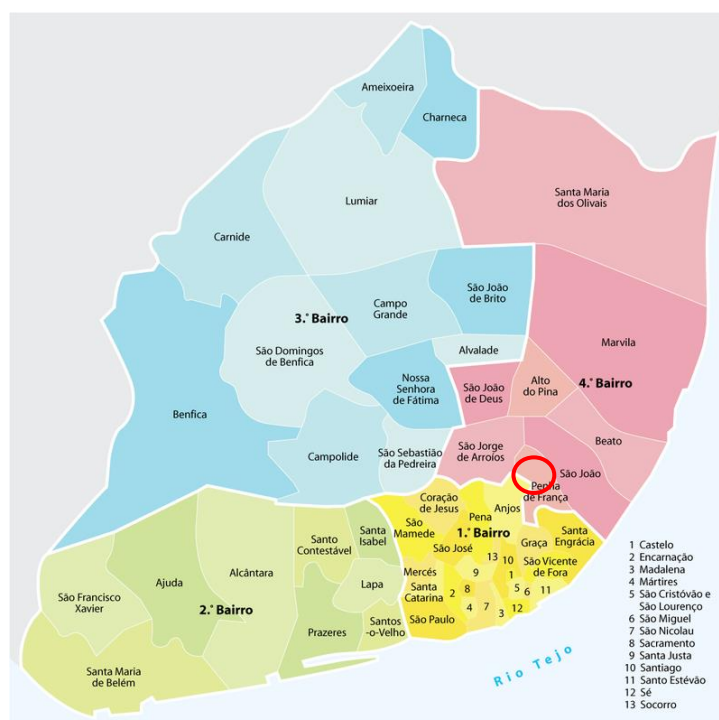 Ameixoeira
Charneca
Santa Maria
dos Olivais
Lumiar
Carnide
São João
de Brito
Campo
Grande
3.º Bairro
Marvila
São Domingos
de Benfica
Alvalade
Nossa
Senhora
de Fátima
São João
de Deus
Alto
do Pina
4.º Bairro
Benfica
Beato
São Jorge
de Arroíos
São Sebastião
da Pedreira
Campolide
São João
Penha
de França
Coração
de Jesus
Anjos
Pena
São
Mamede
1.º Bairro
Santa
Engrácia
Santa
Isabel
Santo
Contestável
Graça
São José
13
10
São Vicente
de Fora
Mercés
9
1
Alcântara
Ajuda
Lapa
Santa
Catarina
2
8
5
6
11
São Francisco
Xavier
2.º Bairro
4
7
3
12
São Paulo
Santos
-o-Velho
Prazeres
Santa Maria
de Belém
Rio Tejo
1 Castelo
2 Encarnação
3 Madalena
4 Mártires
5 São Cristóvão e
São Lourenço
6 São Miguel
7 São Nicolau
8 Sacramento
9 Santa Justa
10 Santiago
11 Santo Estévão
12 Sé
13 Socorro